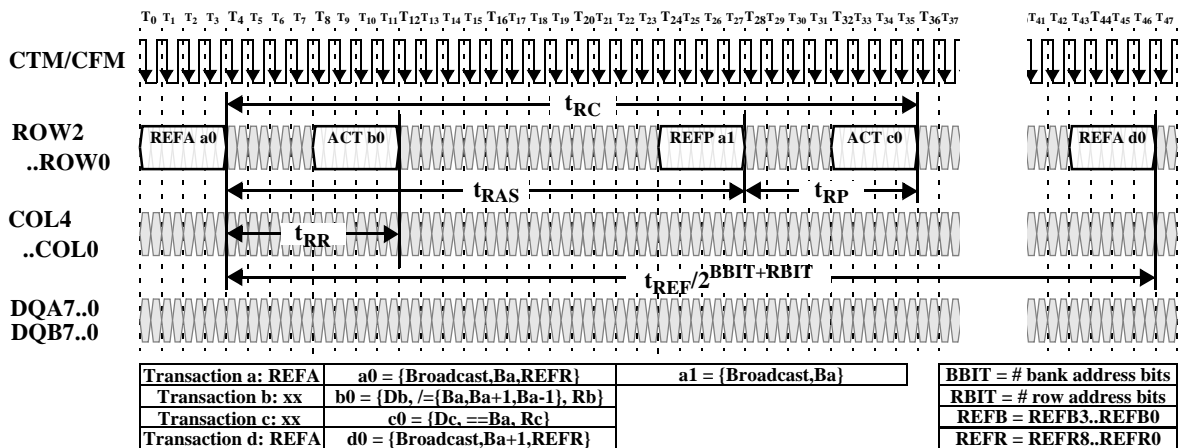 T0 T1 T2 T3 T4 T5 T6 T7 T8 T9 T10 T11 T12 T13 T14 T15 T16 T17 T18 T19 T20 T21 T22 T23 T24 T25 T26 T27 T28 T29 T30 T31 T32 T33 T34 T35 T36 T37 T41 T42 T43 T44 T45 T46 T47
CTM/CFM
tRC
ROW2
..ROW0
REFA a0 ACT b0 REFP a1 ACT c0 REFA d0
tRAS tRP
COL4
..COL0
tRR
tREF/2BBIT+RBIT
DQA7..0
DQB7..0
Transaction a: REFA a0 = {Broadcast,Ba,REFR} a1 = {Broadcast,Ba}
Transaction b: xx b0 = {Db, /={Ba,Ba+1,Ba-1}, Rb}
Transaction c: xx c0 = {Dc, ==Ba, Rc}
Transaction d: REFA d0 = {Broadcast,Ba+1,REFR}
BBIT = # bank address bits
RBIT = # row address bits
REFB = REFB3..REFB0
REFR = REFR8..REFR0